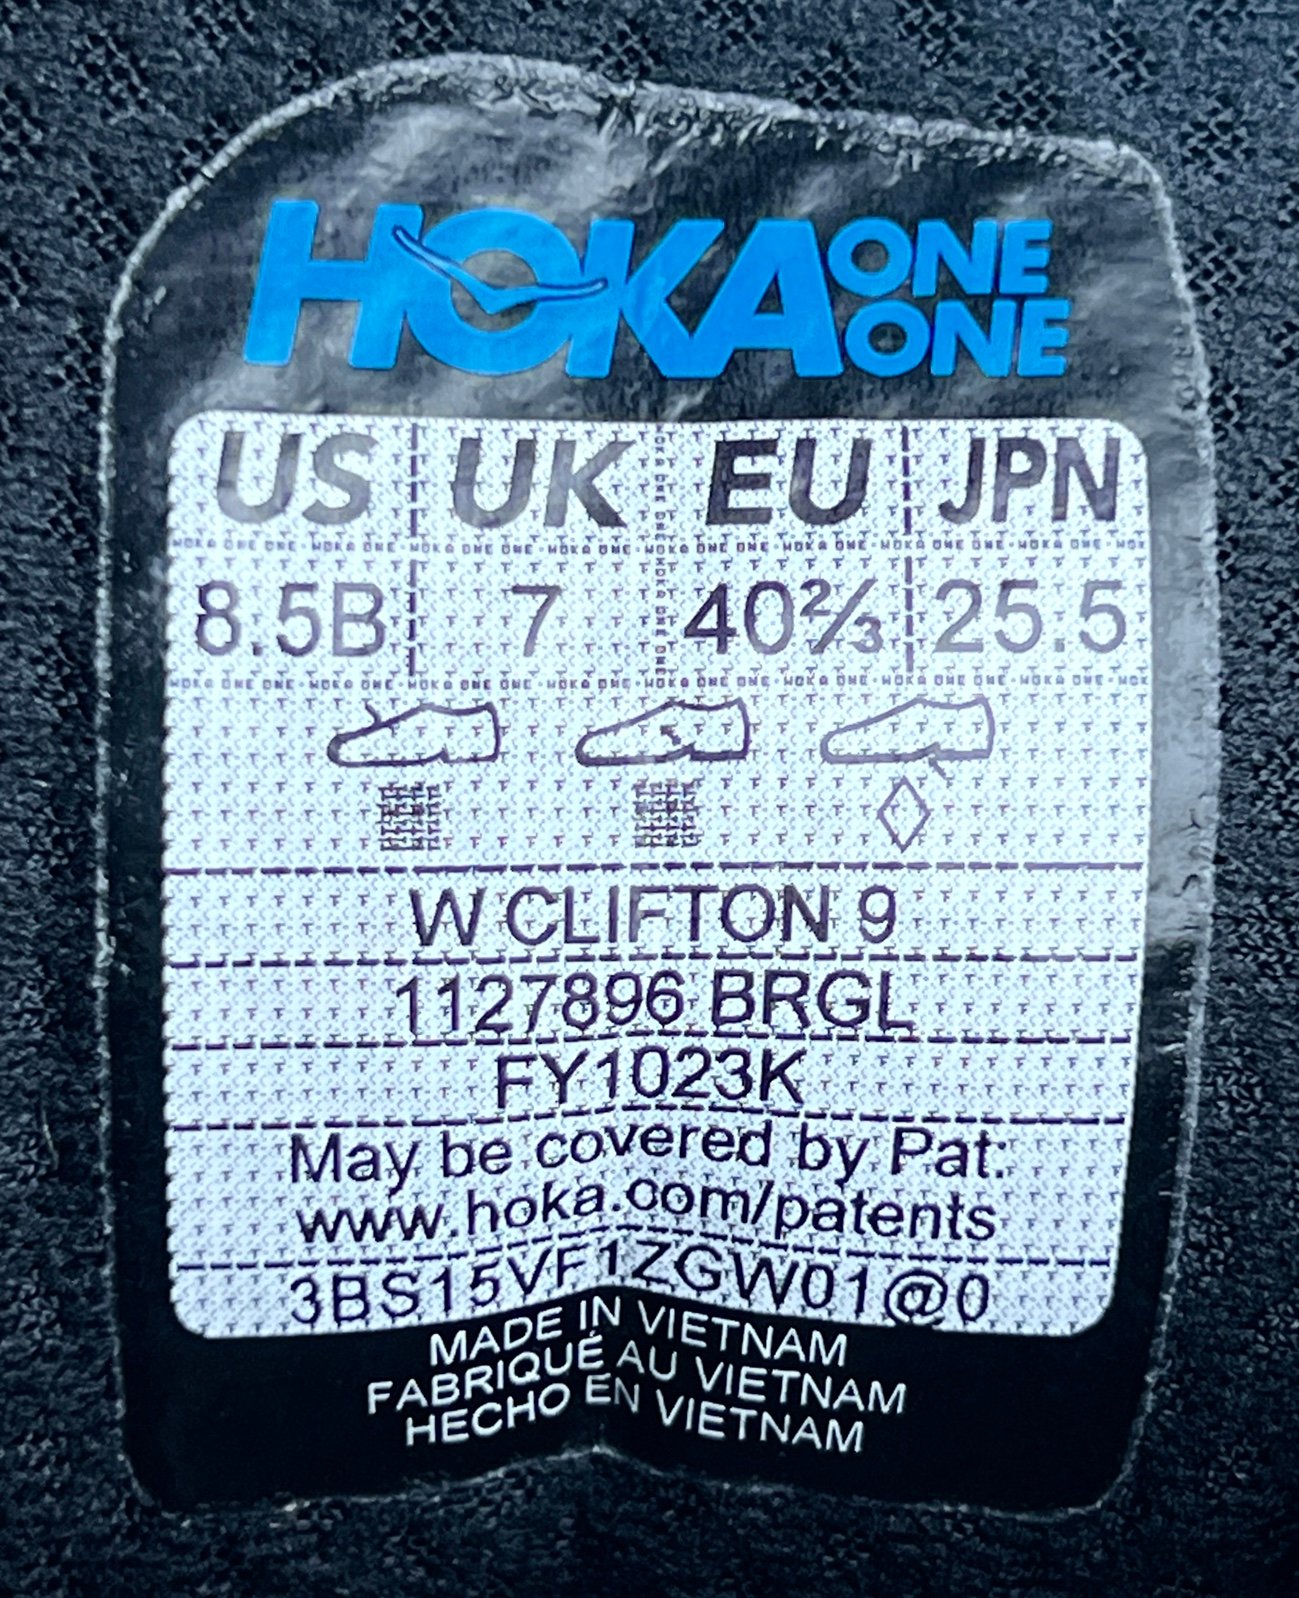 HOKA ONE ONE
US UK EU JPN
8.5B 7 40⅔ 25.5
W CLIFTON 9
1127896 BRGL
FY1023K
May be covered by Pat:
www.hoka.com/patents
3BS15VF1ZGW01@0
MADE IN VIETNAM
FABRIQUÉ AU VIETNAM
HECHO EN VIETNAM